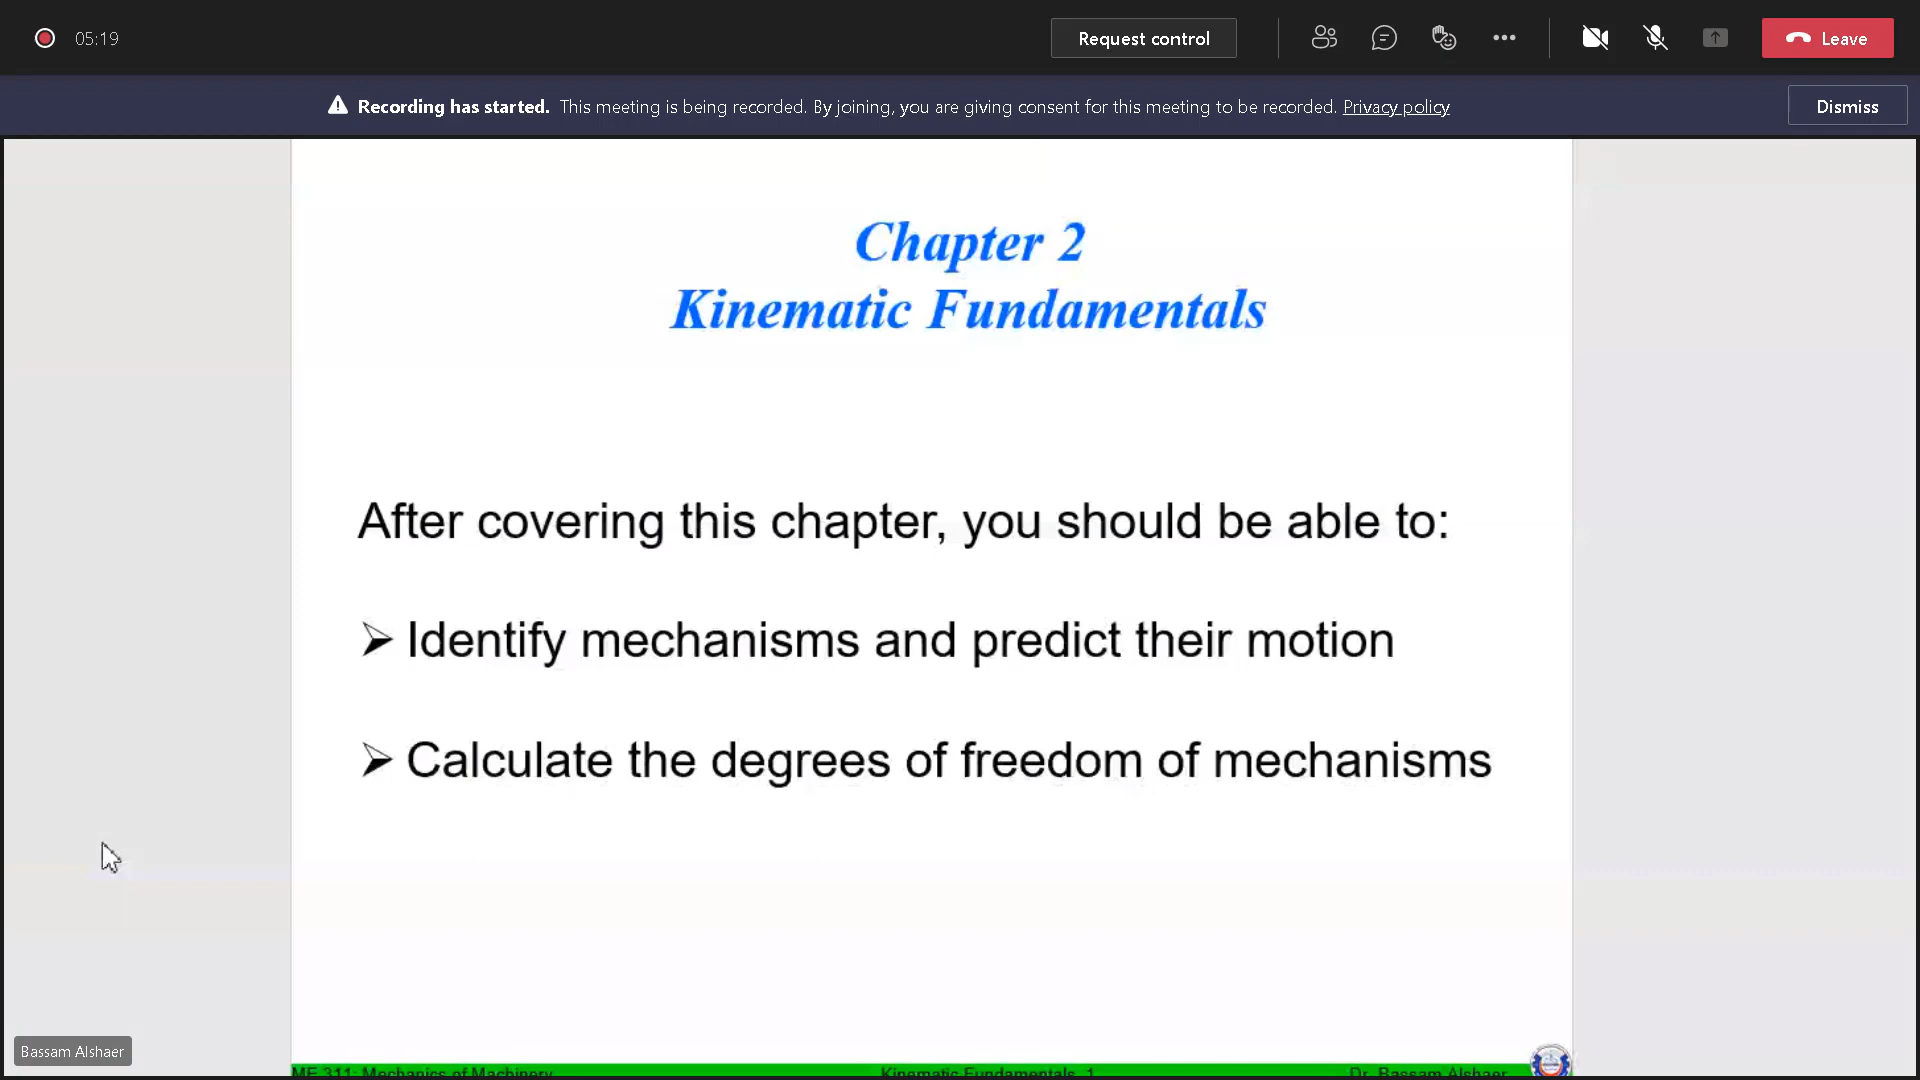 05:19
Request control
Leave
Recording has started. This meeting is being recorded. By joining, you are giving consent for this meeting to be recorded. Privacy policy
Dismiss
Chapter 2
Kinematic Fundamentals
After covering this chapter, you should be able to:
➢ Identify mechanisms and predict their motion
➢ Calculate the degrees of freedom of mechanisms
Bassam Alshaer
ME 311: Mechanics of Machinery
Kinematic Fundamentals 1
Dr. Bassam Alshaer